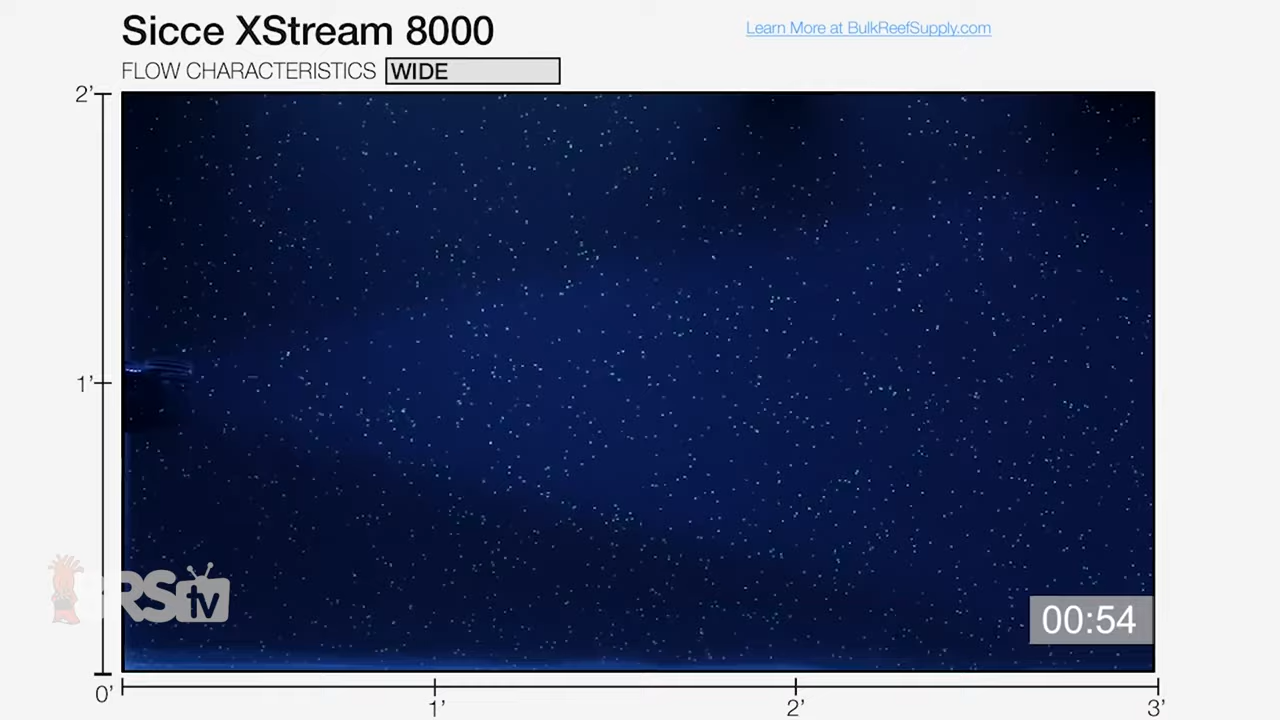 Sicce XStream 8000
Learn More at BulkReefSupply.com
FLOW CHARACTERISTICS WIDE
2'
1'
BRStv
00:54
0'
1'
2'
3'